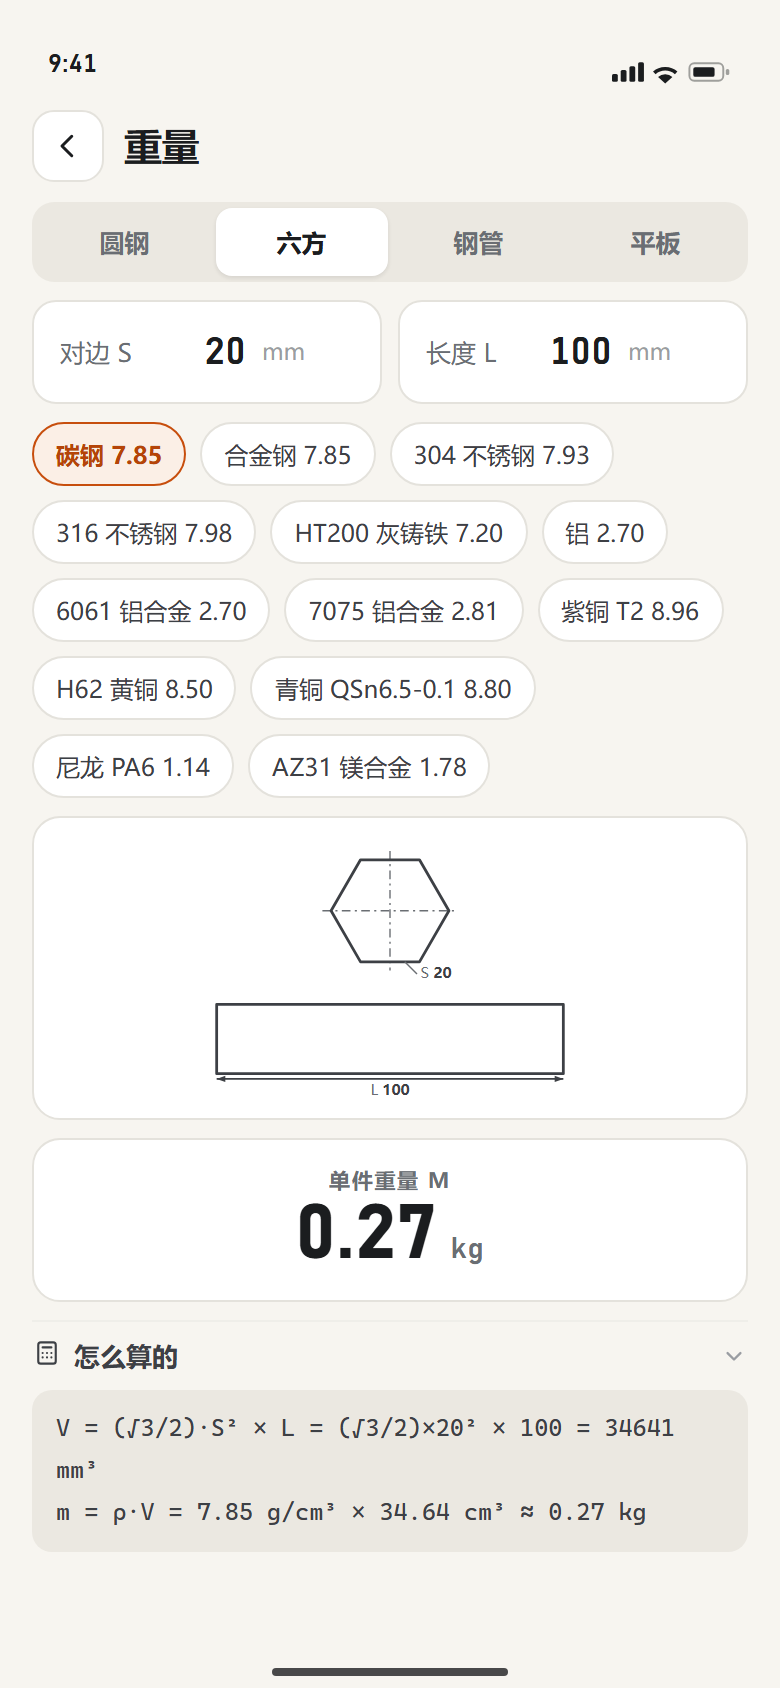 9:41
重量
圆钢 六方 钢管 平板
对边 S 20 mm 长度 L 100 mm
碳钢 7.85 合金钢 7.85 304 不锈钢 7.93
316 不锈钢 7.98 HT200 灰铸铁 7.20 铝 2.70
6061 铝合金 2.70 7075 铝合金 2.81 紫铜 T2 8.96
H62 黄铜 8.50 青铜 QSn6.5-0.1 8.80
尼龙 PA6 1.14 AZ31 镁合金 1.78
S 20
L 100
单件重量 M
0.27 kg
怎么算的
V = (√3/2)·S² × L = (√3/2)×20² × 100 = 34641
mm³
m = ρ·V = 7.85 g/cm³ × 34.64 cm³ ≈ 0.27 kg